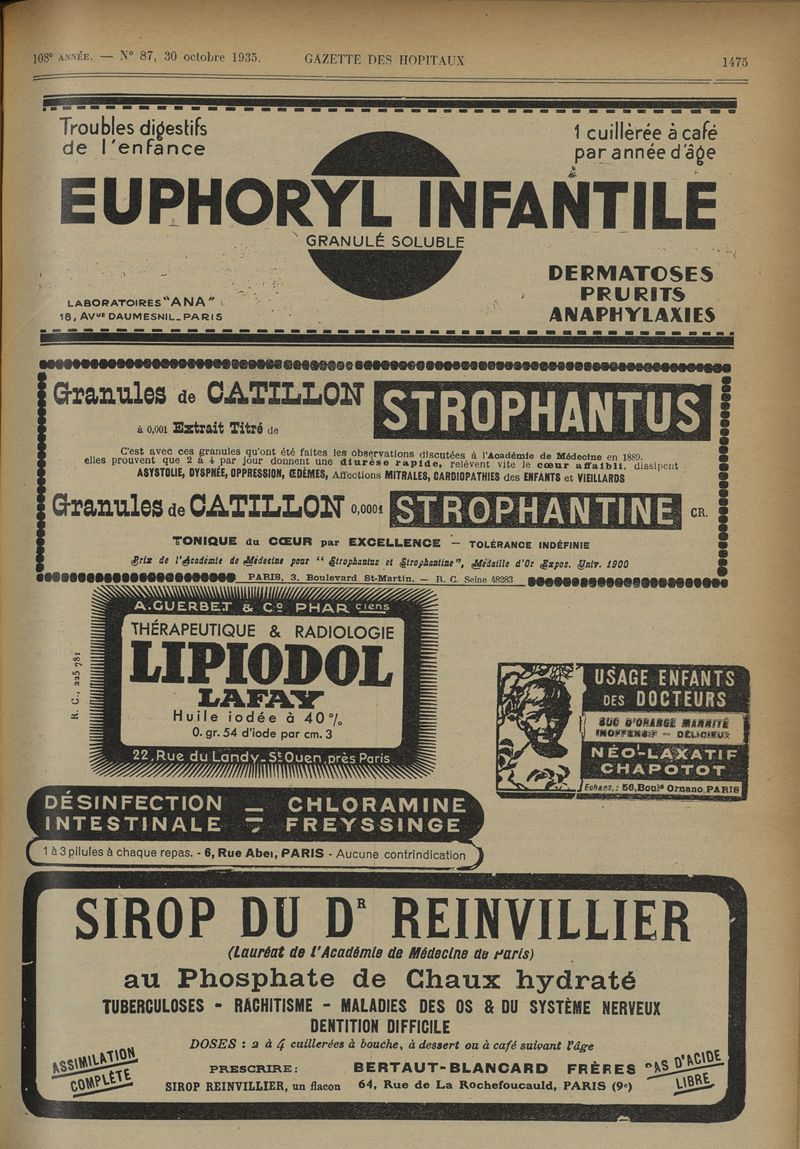 108e ANNÉE. — N° 87, 30 octobre 1935. GAZETTE DES HOPITAUX 1475
Troubles digestifs
de l'enfance
1 cuillèrée à café
par année d'âge
EUPHORYL INFANTILE
GRANULÉ SOLUBLE
LABORATOIRES "ANA"
18, AVUE DAUMESNIL_PARIS
DERMATOSES
PRURITS
ANAPHYLAXIES
Granules de CATILLON
à 0,001 Extrait Titré de
STROPHANTUS
C'est avec ces granules qu'ont été faites les observations discutées à l'Académie de Médecine en 1889.
elles prouvent que 2 à 4 par jour donnent une diurèse rapide, relèvent vite le cœur affaibli, dissipent
ASYSTOLIE, DYSPNÉE, OPPRESSION, ŒDÈMES, Affections MITRALES, CARDIOPATHIES des ENFANTS et VIEILLARDS
Granules de CATILLON 0,0001 STROPHANTINE CR.
TONIQUE du CŒUR par EXCELLENCE — TOLÉRANCE INDÉFINIE
Prix de l'Académie de Médecine pour "Strophantus et Strophantine", Médaille d'Or Expos. Univ. 1900
PARIS, 3, Boulevard St-Martin. — R. C. Seine 48283
A. GUERBET & Co PHAR ciens
THÉRAPEUTIQUE & RADIOLOGIE
LIPIODOL
LAFAY
Huile iodée à 40 %
0. gr. 54 d'iode par cm. 3
22, Rue du Landy_St Ouen, près Paris
R. C., 225 781
USAGE ENFANTS
DES DOCTEURS
SUC D'ORANGE MANNITÉ
INOFFENSIF — DÉLICIEUX
NÉO-LAXATIF
CHAPOTOT
Echant.: 56, Bould Ornano, PARIS
DÉSINFECTION — CHLORAMINE
INTESTINALE — FREYSSINGE
1 à 3 pilules à chaque repas. - 6, Rue Abel, PARIS - Aucune contrindication
SIROP DU DR REINVILLIER
(Lauréat de l'Académie de Médecine de Paris)
au Phosphate de Chaux hydraté
TUBERCULOSES - RACHITISME - MALADIES DES OS & DU SYSTÈME NERVEUX
DENTITION DIFFICILE
DOSES : 2 à 4 cuillerées à bouche, à dessert ou à café suivant l'âge
ASSIMILATION
COMPLÈTE
PRESCRIRE:
SIROP REINVILLIER, un flacon
BERTAUT-BLANCARD FRÈRES
64, Rue de La Rochefoucauld, PARIS (9e)
PAS D'ACIDE
LIBRE